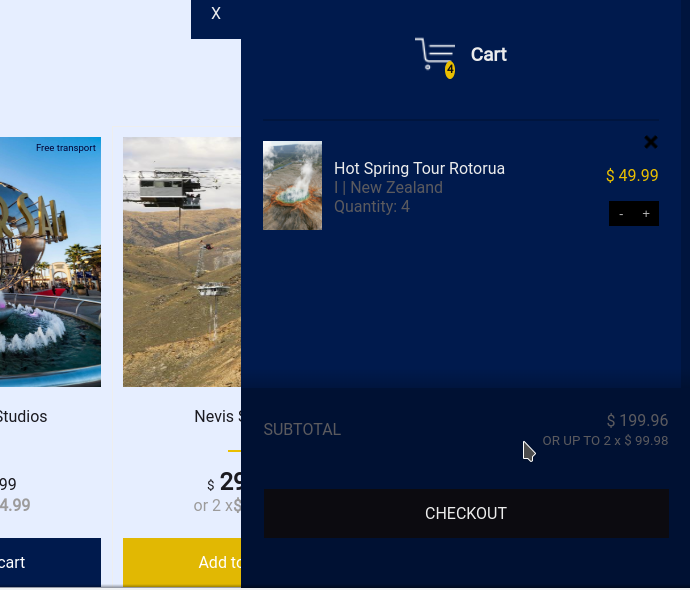 X
4
Cart
Free transport
Hot Spring Tour Rotorua
$ 49.99
I | New Zealand
Quantity: 4
- +
Studios
Nevis
SUBTOTAL
$ 199.96
OR UP TO 2 x $ 99.98
99
$ 29
4.99
or 2 x$
CHECKOUT
cart
Add to